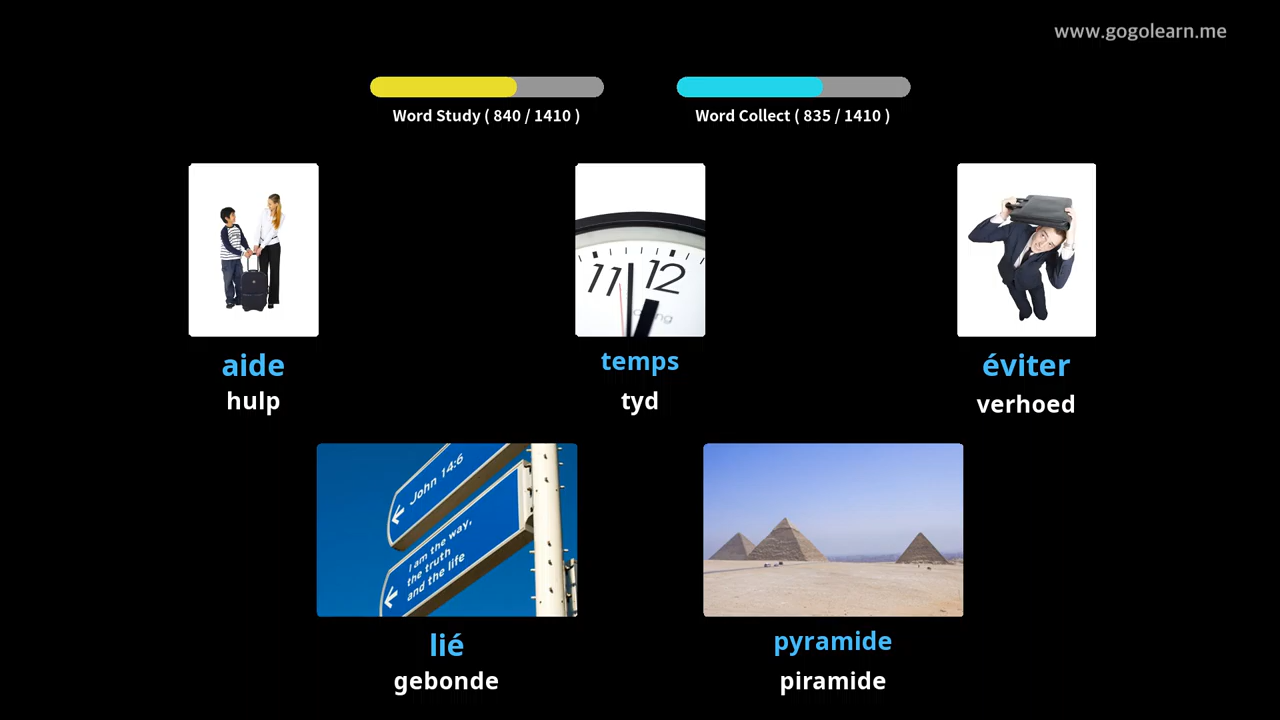 www.gogolearn.me
Word Study ( 840 / 1410 )
Word Collect ( 835 / 1410 )
11
12
aide
hulp
temps
tyd
éviter
verhoed
John 14:6
I am the way,
the truth
and the life
lié
gebonde
pyramide
piramide